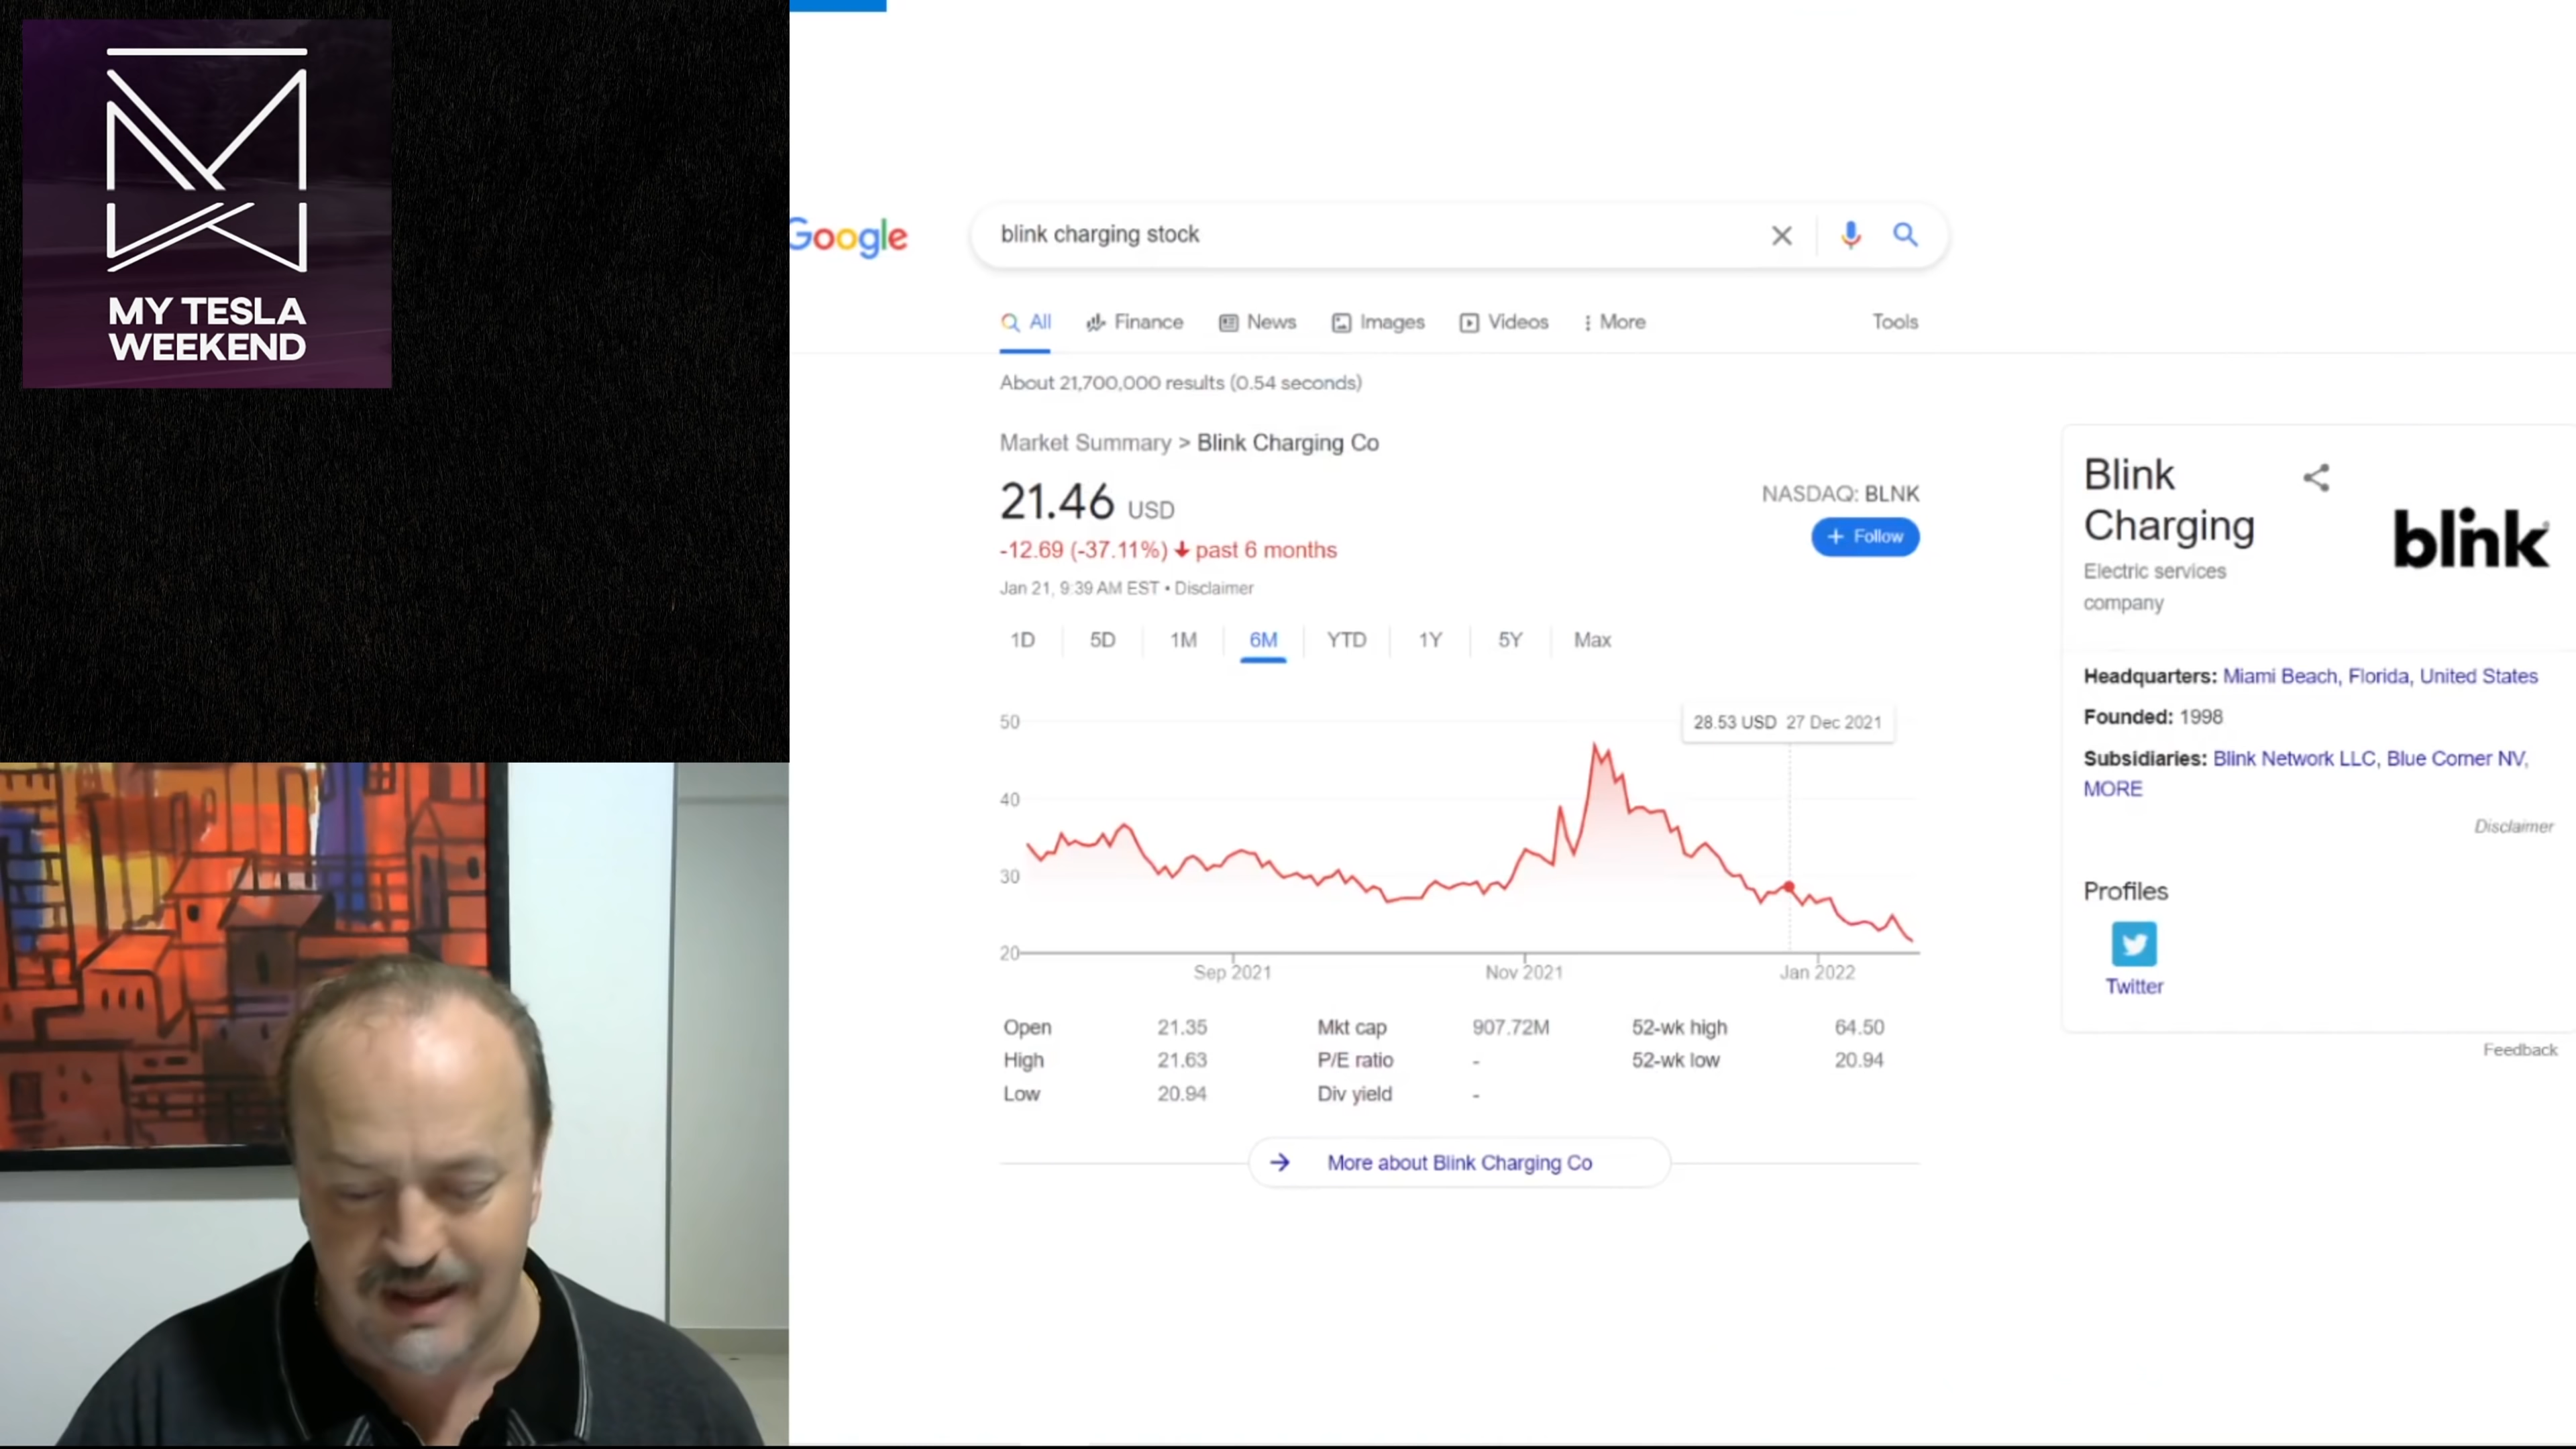 MY TESLA
WEEKEND
Google
blink charging stock
All Finance News Images Videos More Tools
About 21,700,000 results (0.54 seconds)
Market Summary > Blink Charging Co
21.46 USD
NASDAQ: BLNK
+ Follow
-12.69 (-37.11%) past 6 months
Jan 21, 9:39 AM EST • Disclaimer
1D 5D 1M 6M YTD 1Y 5Y Max
28.53 USD 27 Dec 2021
50
40
30
20
Sep 2021 Nov 2021 Jan 2022
Open 21.35 Mkt cap 907.72M 52-wk high 64.50
High 21.63 P/E ratio - 52-wk low 20.94
Low 20.94 Div yield -
More about Blink Charging Co
Blink
Charging
blink
Electric services
company
Headquarters: Miami Beach, Florida, United States
Founded: 1998
Subsidiaries: Blink Network LLC, Blue Corner NV,
MORE
Disclaimer
Profiles
Twitter
Feedback